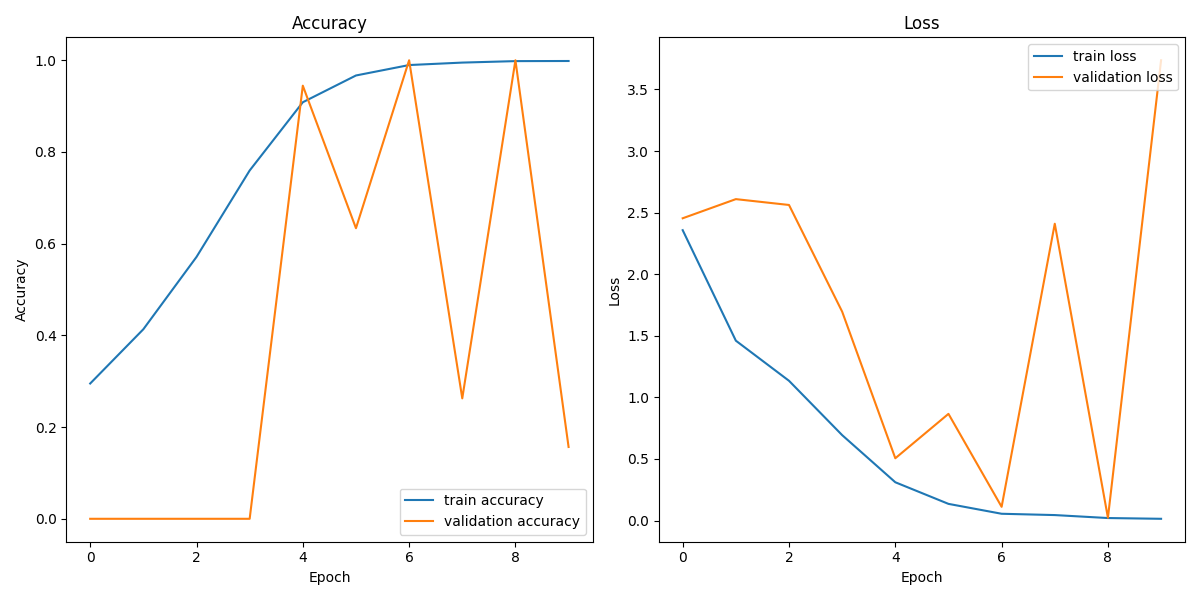 Accuracy
1.0
0.8
0.6
0.4
0.2
0.0
Accuracy
train accuracy
validation accuracy
0 2 4 6 8
Epoch
Loss
3.5
3.0
2.5
2.0
1.5
1.0
0.5
0.0
Loss
train loss
validation loss
0 2 4 6 8
Epoch